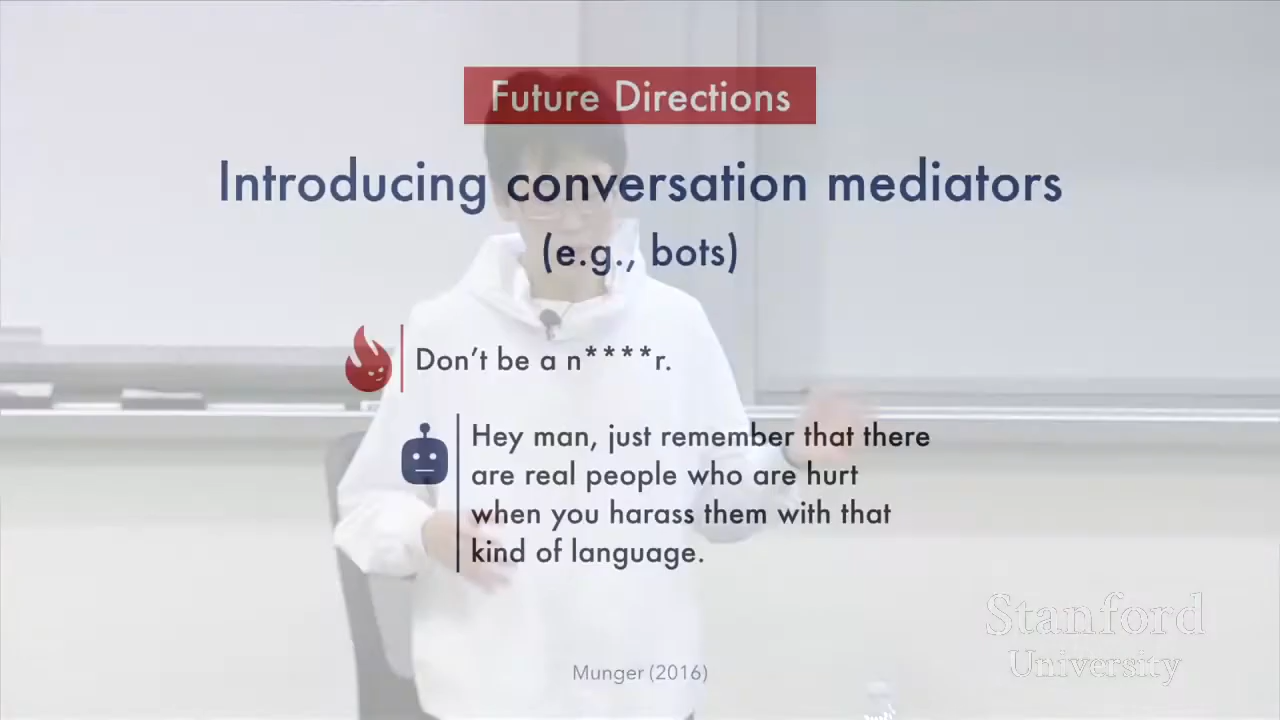 Future Directions
Introducing conversation mediators
(e.g., bots)
Don't be a n****r.
Hey man, just remember that there
are real people who are hurt
when you harass them with that
kind of language.
Munger (2016)
Stanford
University